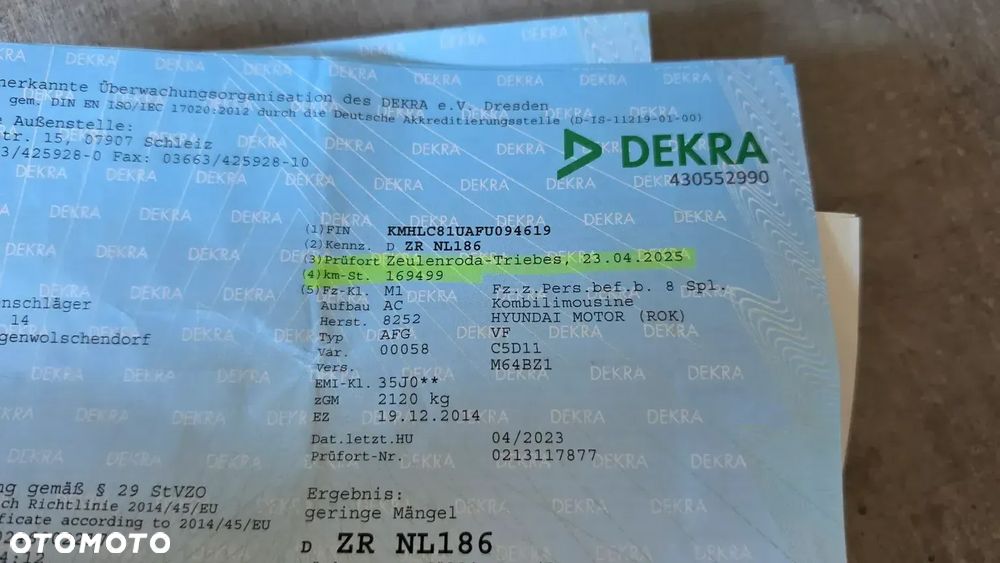 DEKRA
erkannte Überwachungsorganisation des DEKRA e.V. Dresden
gem. DIN EN ISO/IEC 17020:2012 durch die Deutsche Akkreditierungsstelle (D-IS-11219-01-00)
e Außenstelle:
tr. 15, 07907 Schleiz
3/425928-0 Fax: 03663/425928-10
DEKRA
430552990
(1) FIN KMHLC81UAFU094619
(2) Kennz. D ZR NL186
(3) Prüfort Zeulenroda-Triebes, 23.04.2025
(4) km-St. 169499
(5) Fz-Kl. M1 Fz.z.Pers.bef.b. 8 Spl.
Aufbau AC Kombilimousine
Herst. 8252 HYUNDAI MOTOR (ROK)
Typ AFG VF
Var. 00058 C5D11
Vers. M64BZ1
EMI-Kl. 35J0**
zGM 2120 kg
EZ 19.12.2014
Dat.letzt.HU 04/2023
Prüfort-Nr. 0213117877
enschläger
14
genwolschendorf
ng gemäß § 29 StVZO
ch Richtlinie 2014/45/EU
ficate according to 2014/45/EU
Ergebnis:
geringe Mängel
D ZR NL186
OTOMOTO